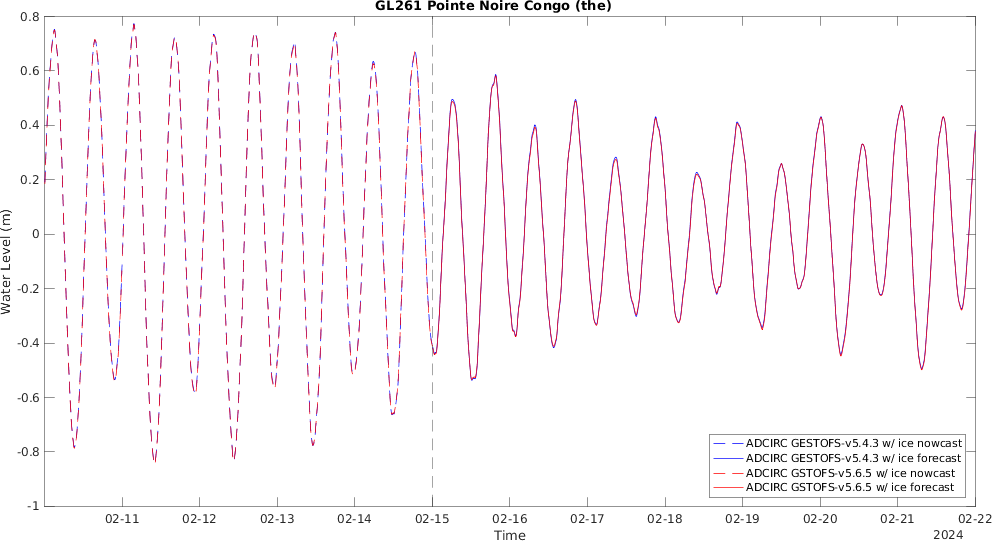 GL261 Pointe Noire Congo (the)
0.8
0.6
0.4
0.2
0
-0.2
-0.4
-0.6
-0.8
-1
Water Level (m)
ADCIRC GESTOFS-v5.4.3 w/ ice nowcast
ADCIRC GESTOFS-v5.4.3 w/ ice forecast
ADCIRC GSTOFS-v5.6.5 w/ ice nowcast
ADCIRC GSTOFS-v5.6.5 w/ ice forecast
02-11 02-12 02-13 02-14 02-15 02-16 02-17 02-18 02-19 02-20 02-21 02-22
Time
2024